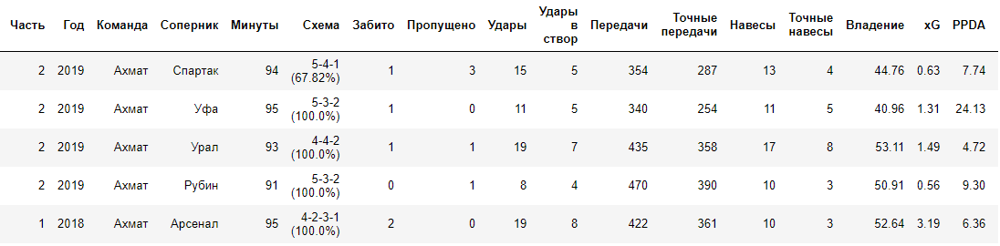 Часть Год Команда Соперник Минуты Схема Забито Пропущено Удары Удары в створ Передачи Точные передачи Навесы Точные навесы Владение xG PPDA
2 2019 Ахмат Спартак 94 5-4-1 (67.82%) 1 3 15 5 354 287 13 4 44.76 0.63 7.74
2 2019 Ахмат Уфа 95 5-3-2 (100.0%) 1 0 11 5 340 254 11 5 40.96 1.31 24.13
2 2019 Ахмат Урал 93 4-4-2 (100.0%) 1 1 19 7 435 358 17 8 53.11 1.49 4.72
2 2019 Ахмат Рубин 91 5-3-2 (100.0%) 0 1 8 4 470 390 10 3 50.91 0.56 9.30
1 2018 Ахмат Арсенал 95 4-2-3-1 (100.0%) 2 0 19 8 422 361 10 3 52.64 3.19 6.36